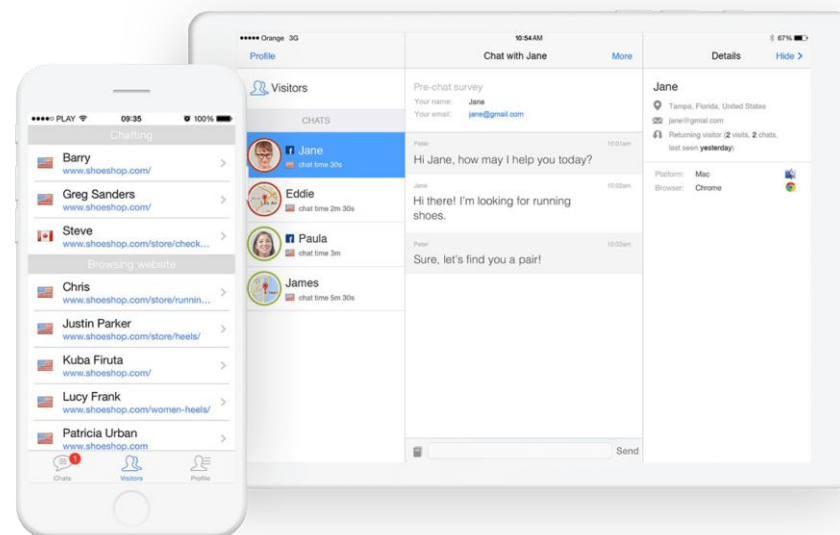 PLAY 09:35 100%
Chatting
Barry
www.shoeshop.com/
Greg Sanders
www.shoeshop.com/
Steve
www.shoeshop.com/store/check...
Browsing website
Chris
www.shoeshop.com/store/runnin...
Justin Parker
www.shoeshop.com/store/heels/
Kuba Firuta
www.shoeshop.com/
Lucy Frank
www.shoeshop.com/women-heels/
Patricia Urban
www.shoeshop.com
1
Chats Visitors Profile
Orange 3G 10:54AM 67%
Profile
Visitors
CHATS
Jane
chat time 30s
Eddie
chat time 2m 30s
Paula
chat time 3m
James
chat time 5m 30s
Chat with Jane More
Pre-chat survey
Your name: Jane
Your email: jane@gmail.com
Peter 10:01am
Hi Jane, how may I help you today?
Jane 10:02am
Hi there! I'm looking for running
shoes.
Peter 10:03am
Sure, let's find you a pair!
Send
Details Hide >
Jane
Tampa, Florida, United States
jane@gmial.com
Returning visitor (2 visits, 2 chats,
last seen yesterday)
Platform: Mac
Browser: Chrome